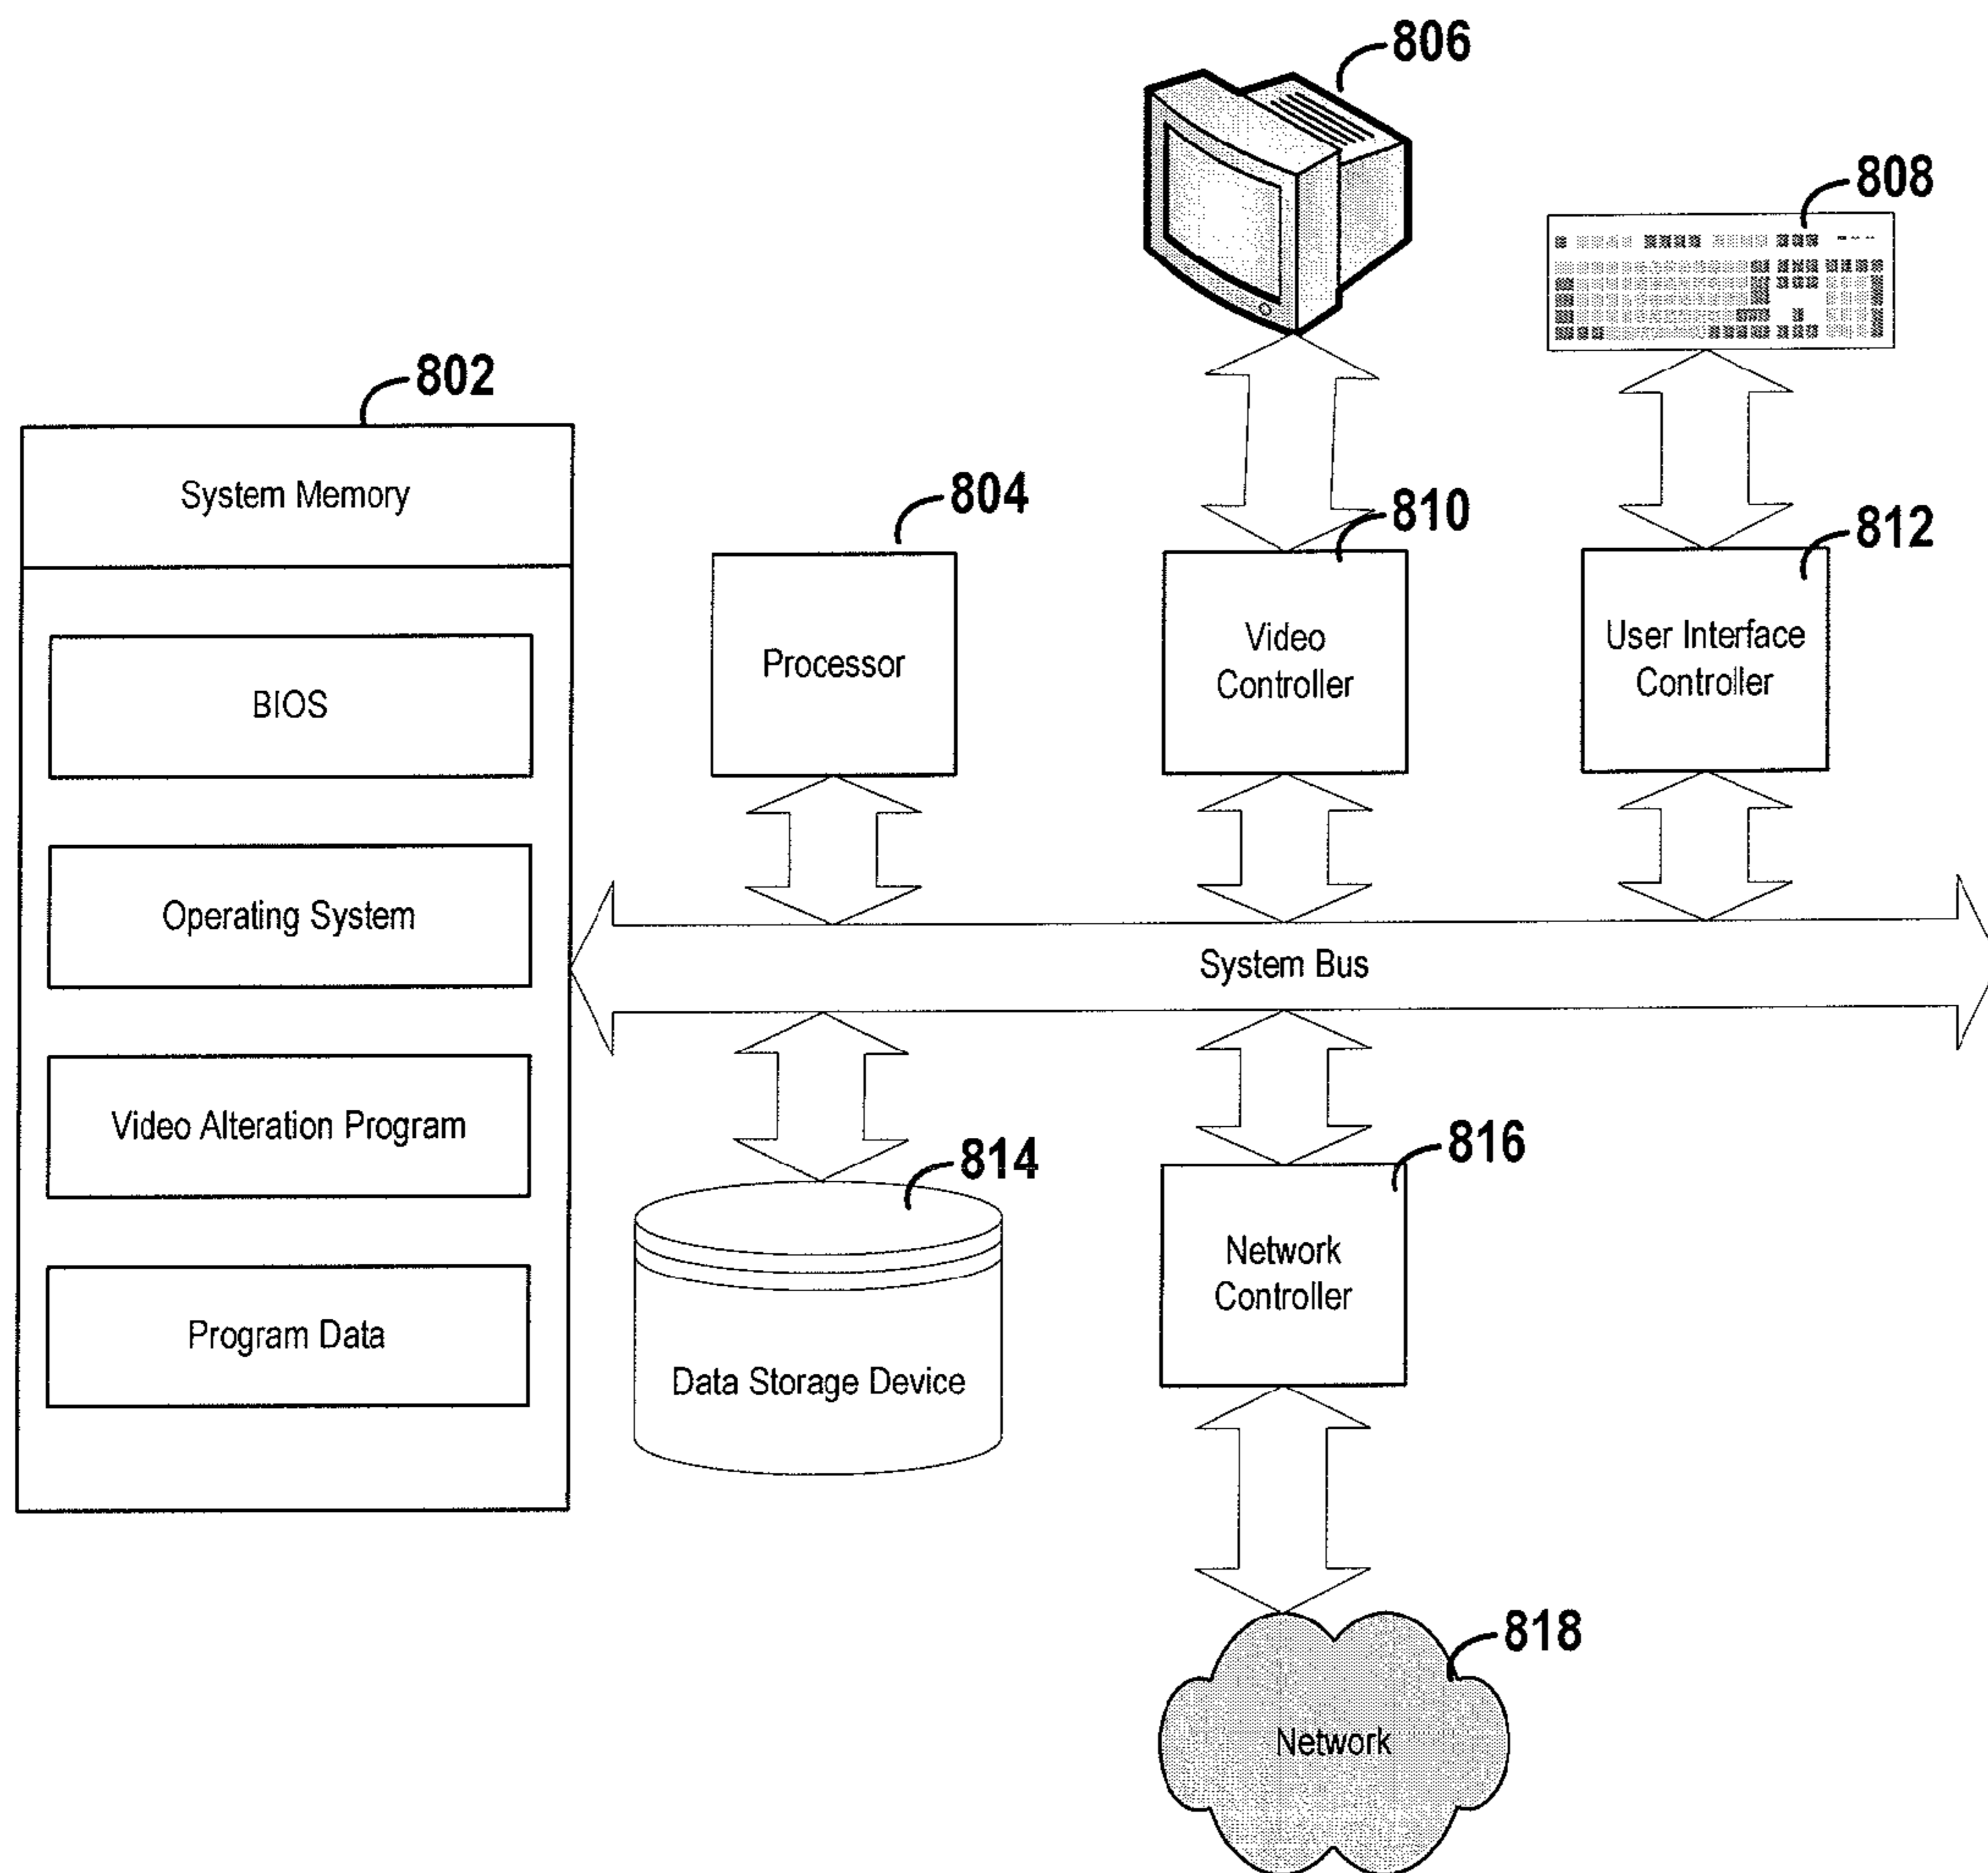 806
808
802
System Memory
804
810
812
BIOS
Processor
Video
Controller
User Interface
Controller
Operating System
System Bus
Video Alteration Program
814
816
Network
Controller
Program Data
Data Storage Device
818
Network